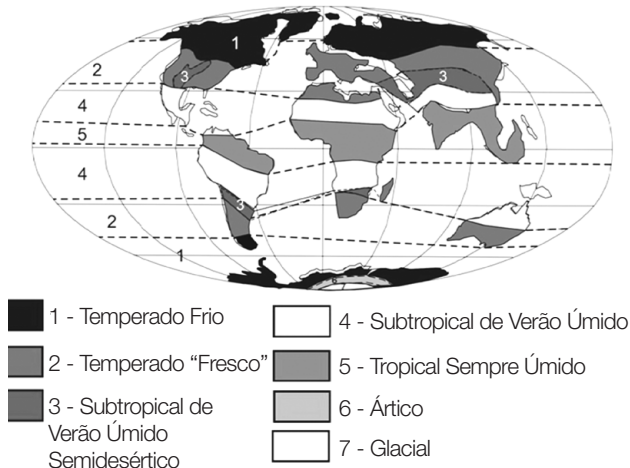 1
2
3
3
4
5
4
3
2
1
1 - Temperado Frio
2 - Temperado “Fresco”
3 - Subtropical de
Verão Úmido
Semidesértico
4 - Subtropical de Verão Úmido
5 - Tropical Sempre Úmido
6 - Ártico
7 - Glacial